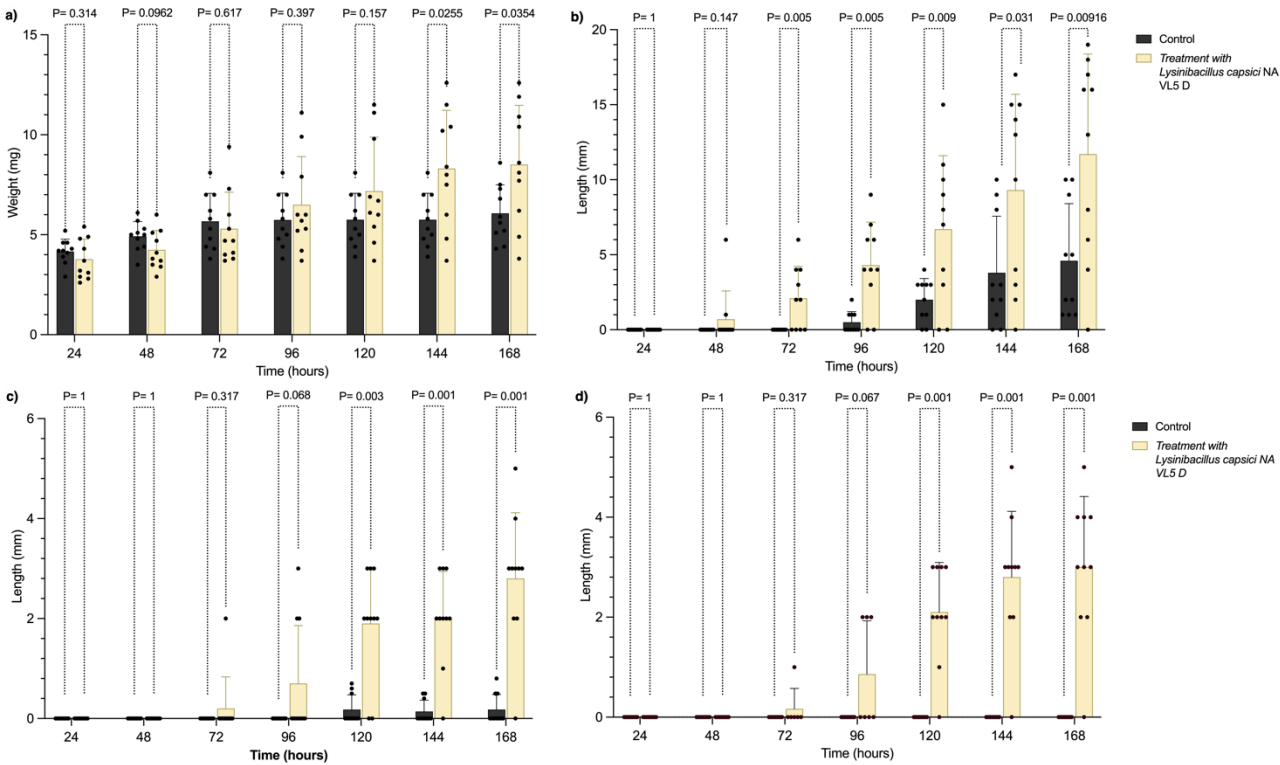 a)
P= 0.314 P= 0.0962 P= 0.617 P= 0.397 P= 0.157 P= 0.0255 P= 0.0354
15
10
5
0
Weight (mg)
24 48 72 96 120 144 168
Time (hours)
b)
P= 1 P= 0.147 P= 0.005 P= 0.005 P= 0.009 P= 0.031 P= 0.00916
20
15
10
5
0
Length (mm)
24 48 72 96 120 144 168
Time (hours)
Control
Treatment with
Lysinibacillus capsici NA
VL5 D
c)
P= 1 P= 1 P= 0.317 P= 0.068 P= 0.003 P= 0.001 P= 0.001
6
4
2
0
Length (mm)
24 48 72 96 120 144 168
Time (hours)
d)
P= 1 P= 1 P= 0.317 P= 0.067 P= 0.001 P= 0.001 P= 0.001
6
4
2
0
Length (mm)
24 48 72 96 120 144 168
Time (hours)
Control
Treatment with
Lysinibacillus capsici NA
VL5 D